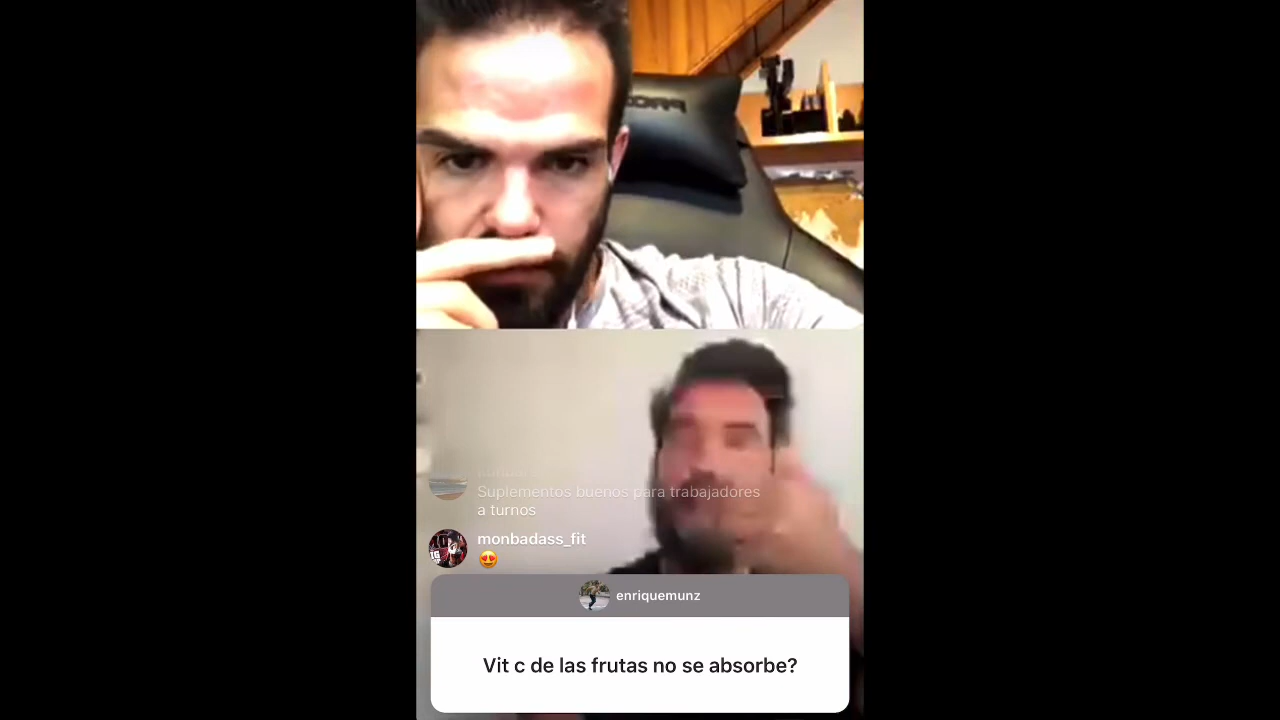 Suplementos buenos para trabajadores
a turnos
monbadass_fit
😍
enriquemunz
Vit c de las frutas no se absorbe?